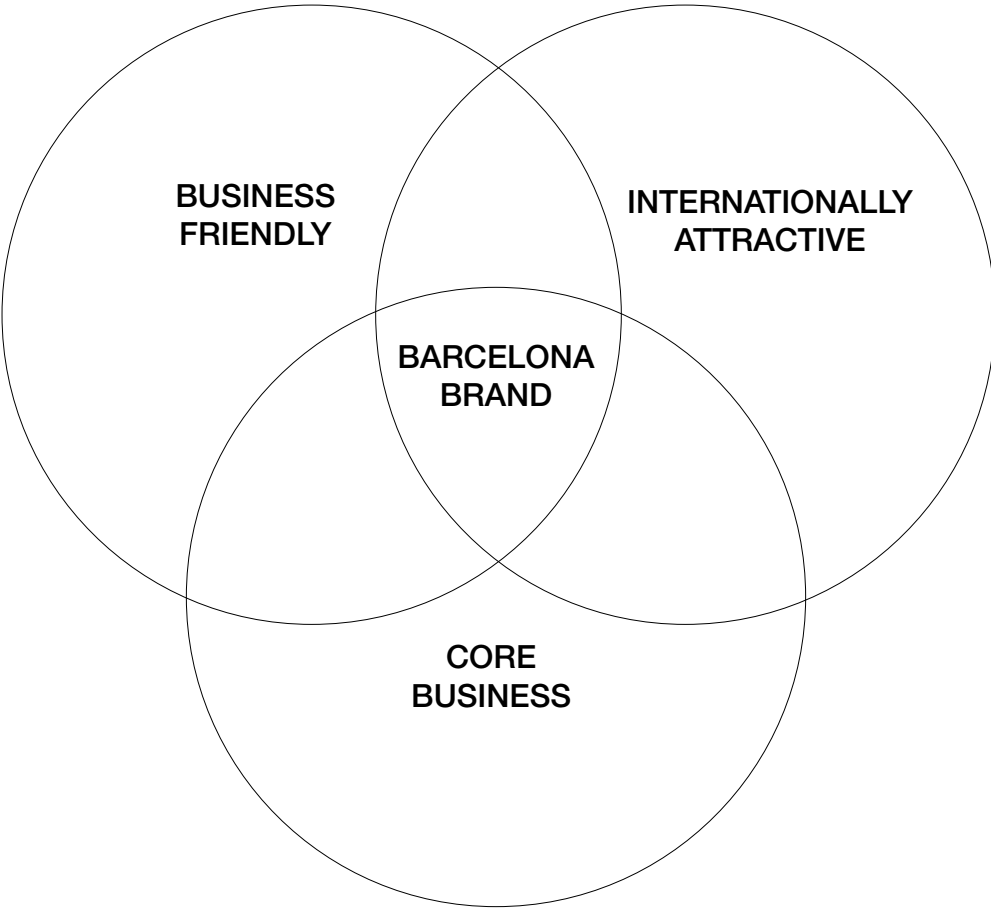 BUSINESS
FRIENDLY
INTERNATIONALLY
ATTRACTIVE
BARCELONA
BRAND
CORE
BUSINESS